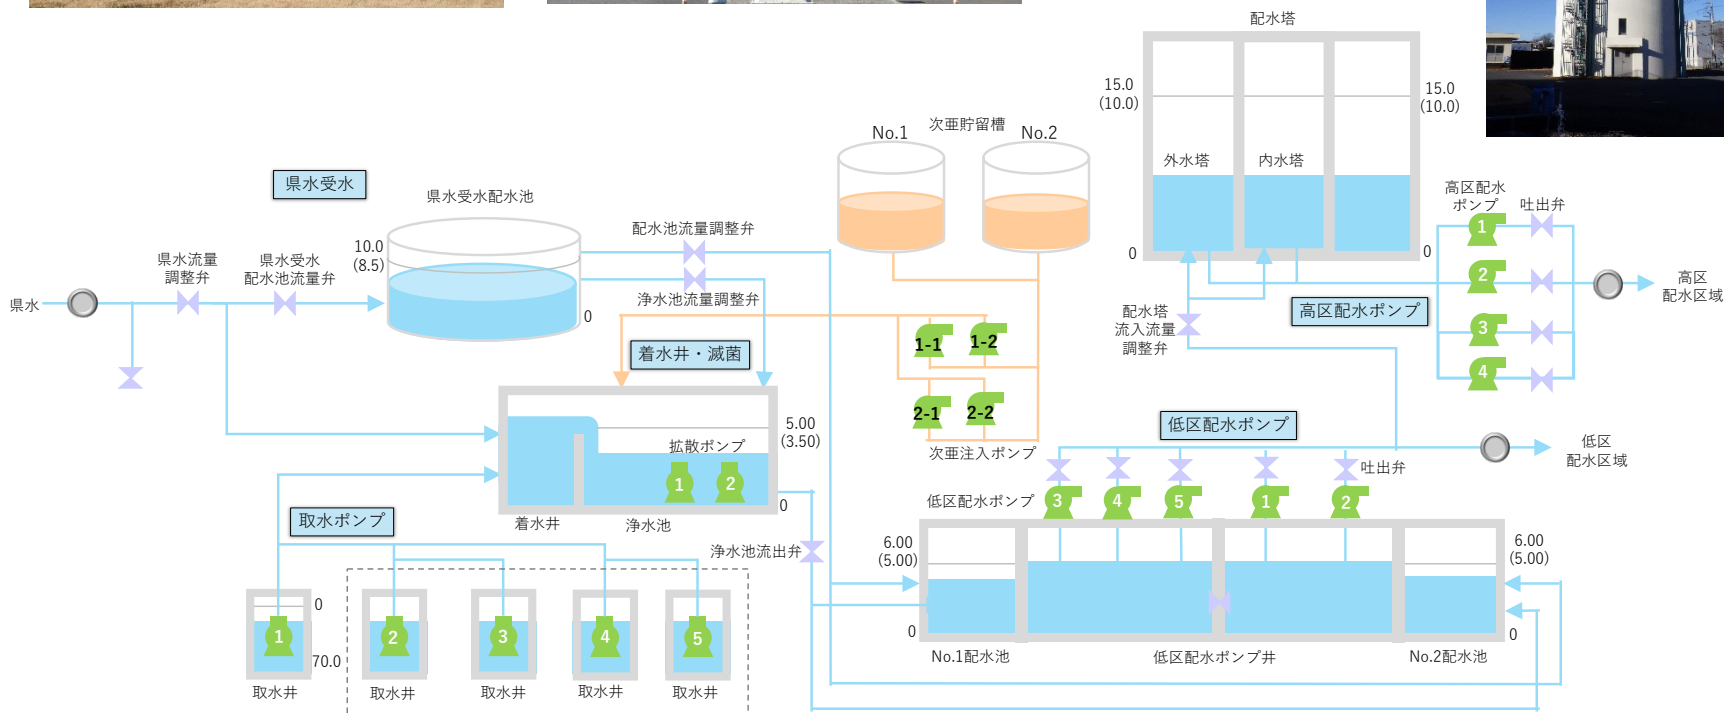 配水塔
15.0
(10.0)
15.0
(10.0)
外水塔
内水塔
0
0
No.1
次亜貯留槽
No.2
県水受水
県水受水配水池
10.0
(8.5)
0
県水流量
調整弁
県水受水
配水池流量弁
県水
配水池流量調整弁
浄水池流量調整弁
高区配水
ポンプ
吐出弁
1
2
3
4
高区
配水区域
高区配水ポンプ
配水塔
流入流量
調整弁
着水井・滅菌
1-1
1-2
2-1
2-2
次亜注入ポンプ
5.00
(3.50)
拡散ポンプ
1
2
0
着水井
浄水池
低区配水ポンプ
低区
配水区域
吐出弁
低区配水ポンプ
3
4
5
1
2
取水ポンプ
浄水池流出弁
6.00
(5.00)
6.00
(5.00)
0
0
No.1配水池
低区配水ポンプ井
No.2配水池
0
70.0
1
2
3
4
5
取水井
取水井
取水井
取水井
取水井